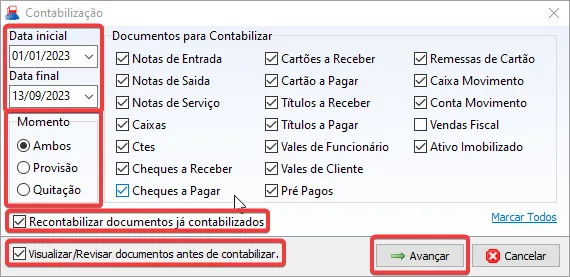 Contabilização
Data inicial
01/01/2023
Data final
13/09/2023
Momento
Ambos
Provisão
Quitação
Documentos para Contabilizar
Notas de Entrada
Notas de Saida
Notas de Serviço
Caixas
Ctes
Cheques a Receber
Cheques a Pagar
Cartões a Receber
Cartão a Pagar
Títulos a Receber
Títulos a Pagar
Vales de Funcionário
Vales de Cliente
Pré Pagos
Remessas de Cartão
Caixa Movimento
Conta Movimento
Vendas Fiscal
Ativo Imobilizado
Recontabilizar documentos já contabilizados
Marcar Todos
Visualizar/Revisar documentos antes de contabilizar.
Avançar
Cancelar